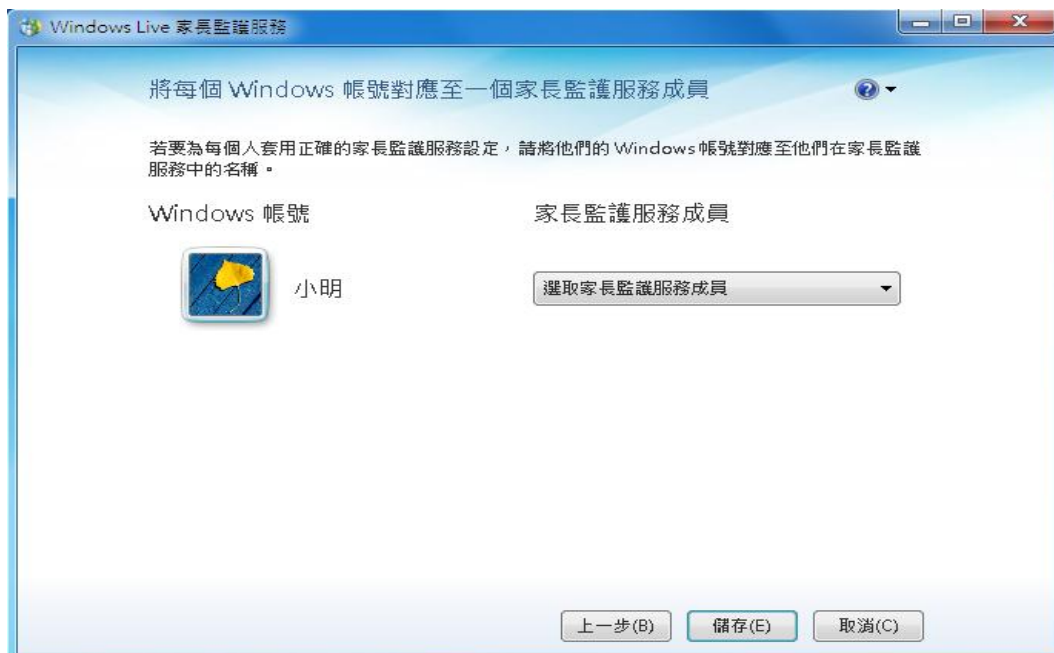 Windows Live 家長監護服務
將每個 Windows 帳號對應至一個家長監護服務成員
若要為每個人套用正確的家長監護服務設定，請將他們的 Windows 帳號對應至他們在家長監護
服務中的名稱。
Windows 帳號 家長監護服務成員
小明 選取家長監護服務成員
上一步(B) 儲存(E) 取消(C)